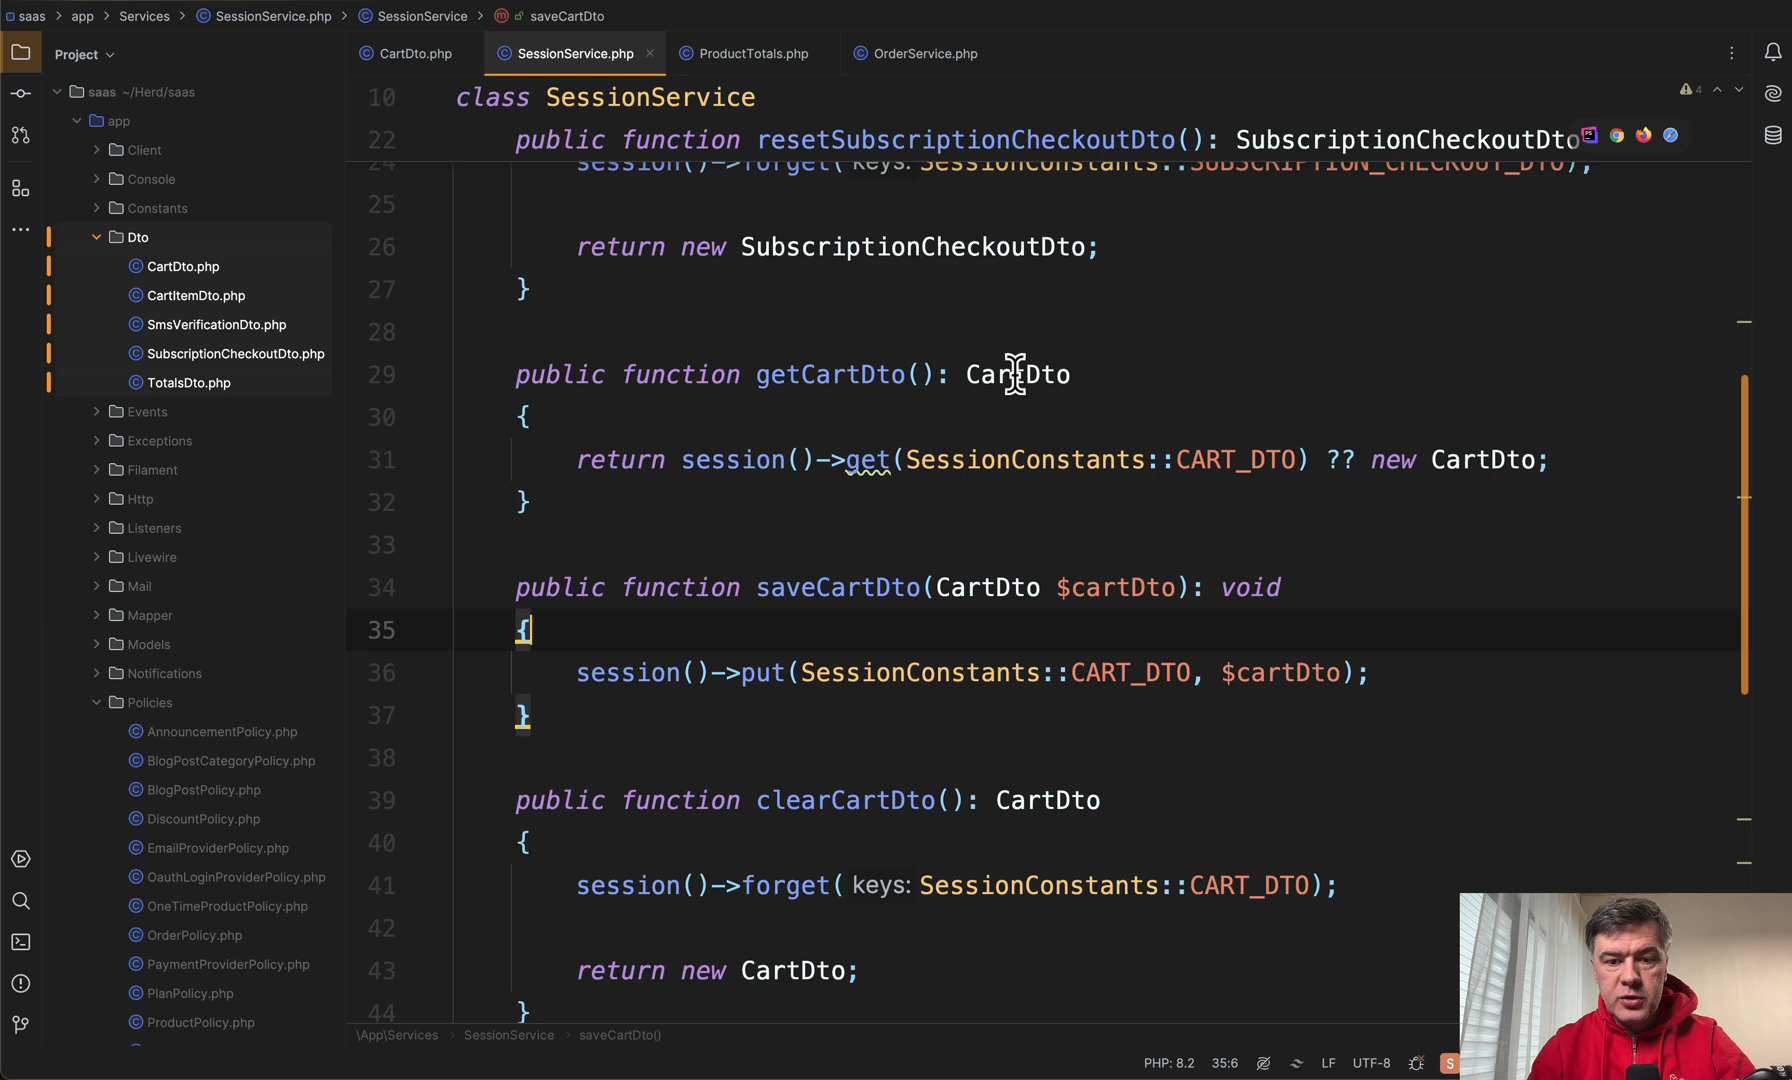 saas app Services SessionService.php SessionService saveCartDto
Project
CartDto.php SessionService.php ProductTotals.php OrderService.php
saas ~/Herd/saas
app
Client
Console
Constants
Dto
CartDto.php
CartItemDto.php
SmsVerificationDto.php
SubscriptionCheckoutDto.php
TotalsDto.php
Events
Exceptions
Filament
Http
Listeners
Livewire
Mail
Mapper
Models
Notifications
Policies
AnnouncementPolicy.php
BlogPostCategoryPolicy.php
BlogPostPolicy.php
DiscountPolicy.php
EmailProviderPolicy.php
OauthLoginProviderPolicy.php
OneTimeProductPolicy.php
OrderPolicy.php
PaymentProviderPolicy.php
PlanPolicy.php
ProductPolicy.php
4
10 class SessionService
22 public function resetSubscriptionCheckoutDto(): SubscriptionCheckoutDto
24 session()->forget( keys: SessionConstants::SUBSCRIPTION_CHECKOUT_DTO);
25
26 return new SubscriptionCheckoutDto;
27 }
28
29 public function getCartDto(): CartDto
30 {
31 return session()->get(SessionConstants::CART_DTO) ?? new CartDto;
32 }
33
34 public function saveCartDto(CartDto $cartDto): void
35 {
36 session()->put(SessionConstants::CART_DTO, $cartDto);
37 }
38
39 public function clearCartDto(): CartDto
40 {
41 session()->forget( keys: SessionConstants::CART_DTO);
42
43 return new CartDto;
44 }
\App\Services SessionService saveCartDto()
PHP: 8.2 35:6 LF UTF-8 S